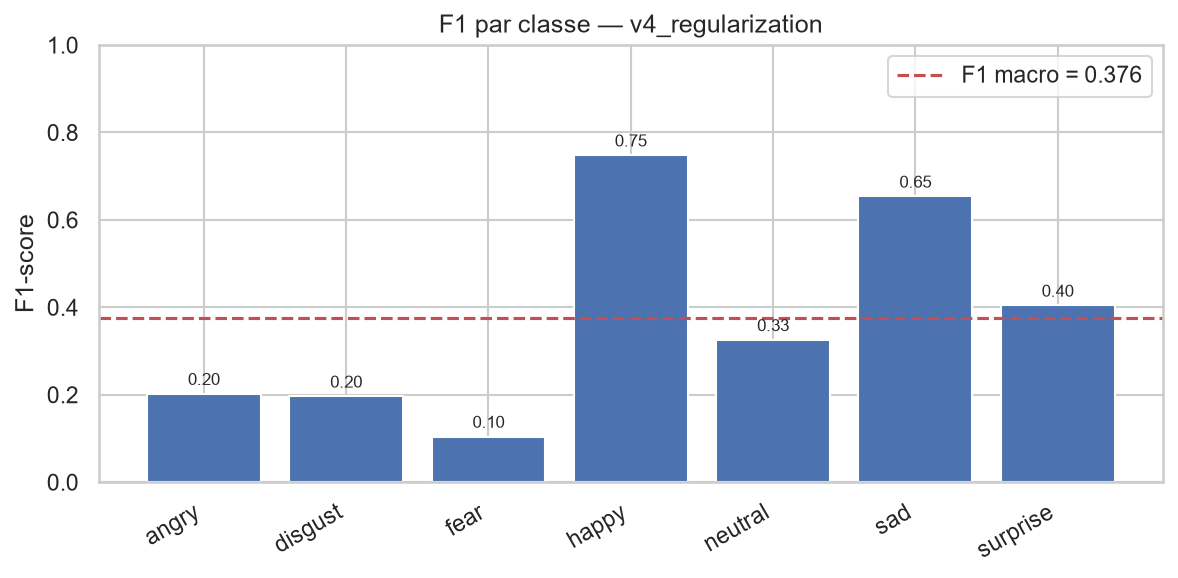 F1 par classe — v4_regularization
F1 macro = 0.376
F1-score
1.0
0.8
0.6
0.4
0.2
0.0
0.20
0.20
0.10
0.75
0.33
0.65
0.40
angry
disgust
fear
happy
neutral
sad
surprise